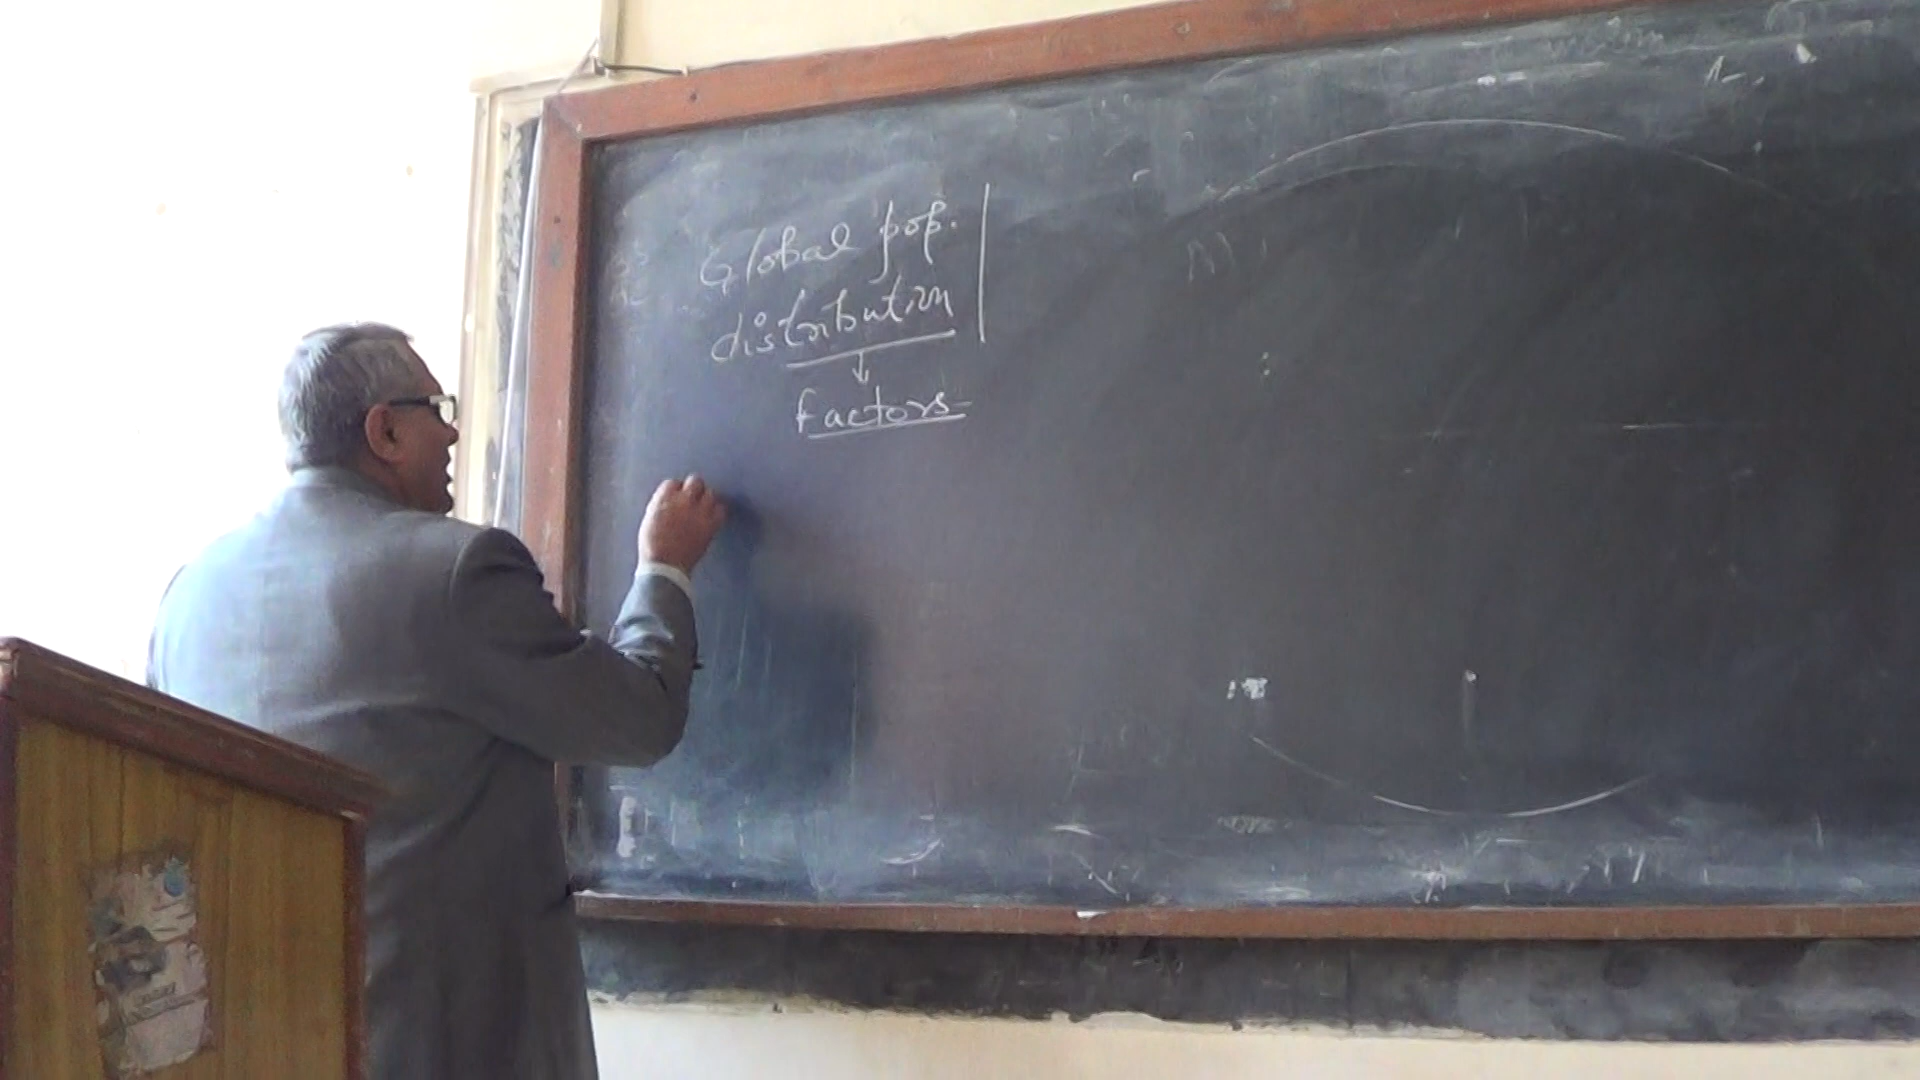 Global pop.
distribution
↓
factors